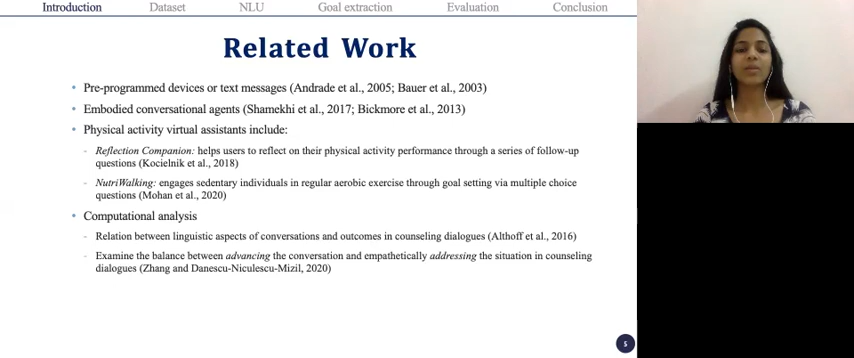 Introduction Dataset NLU Goal extraction Evaluation Conclusion
Related Work
• Pre-programmed devices or text messages (Andrade et al., 2005; Bauer et al., 2003)
• Embodied conversational agents (Shamekhi et al., 2017; Bickmore et al., 2013)
• Physical activity virtual assistants include:
- Reflection Companion: helps users to reflect on their physical activity performance through a series of follow-up
questions (Kocielnik et al., 2018)
- NutriWalking: engages sedentary individuals in regular aerobic exercise through goal setting via multiple choice
questions (Mohan et al., 2020)
• Computational analysis
- Relation between linguistic aspects of conversations and outcomes in counseling dialogues (Althoff et al., 2016)
- Examine the balance between advancing the conversation and empathetically addressing the situation in counseling
dialogues (Zhang and Danescu-Niculescu-Mizil, 2020)
5